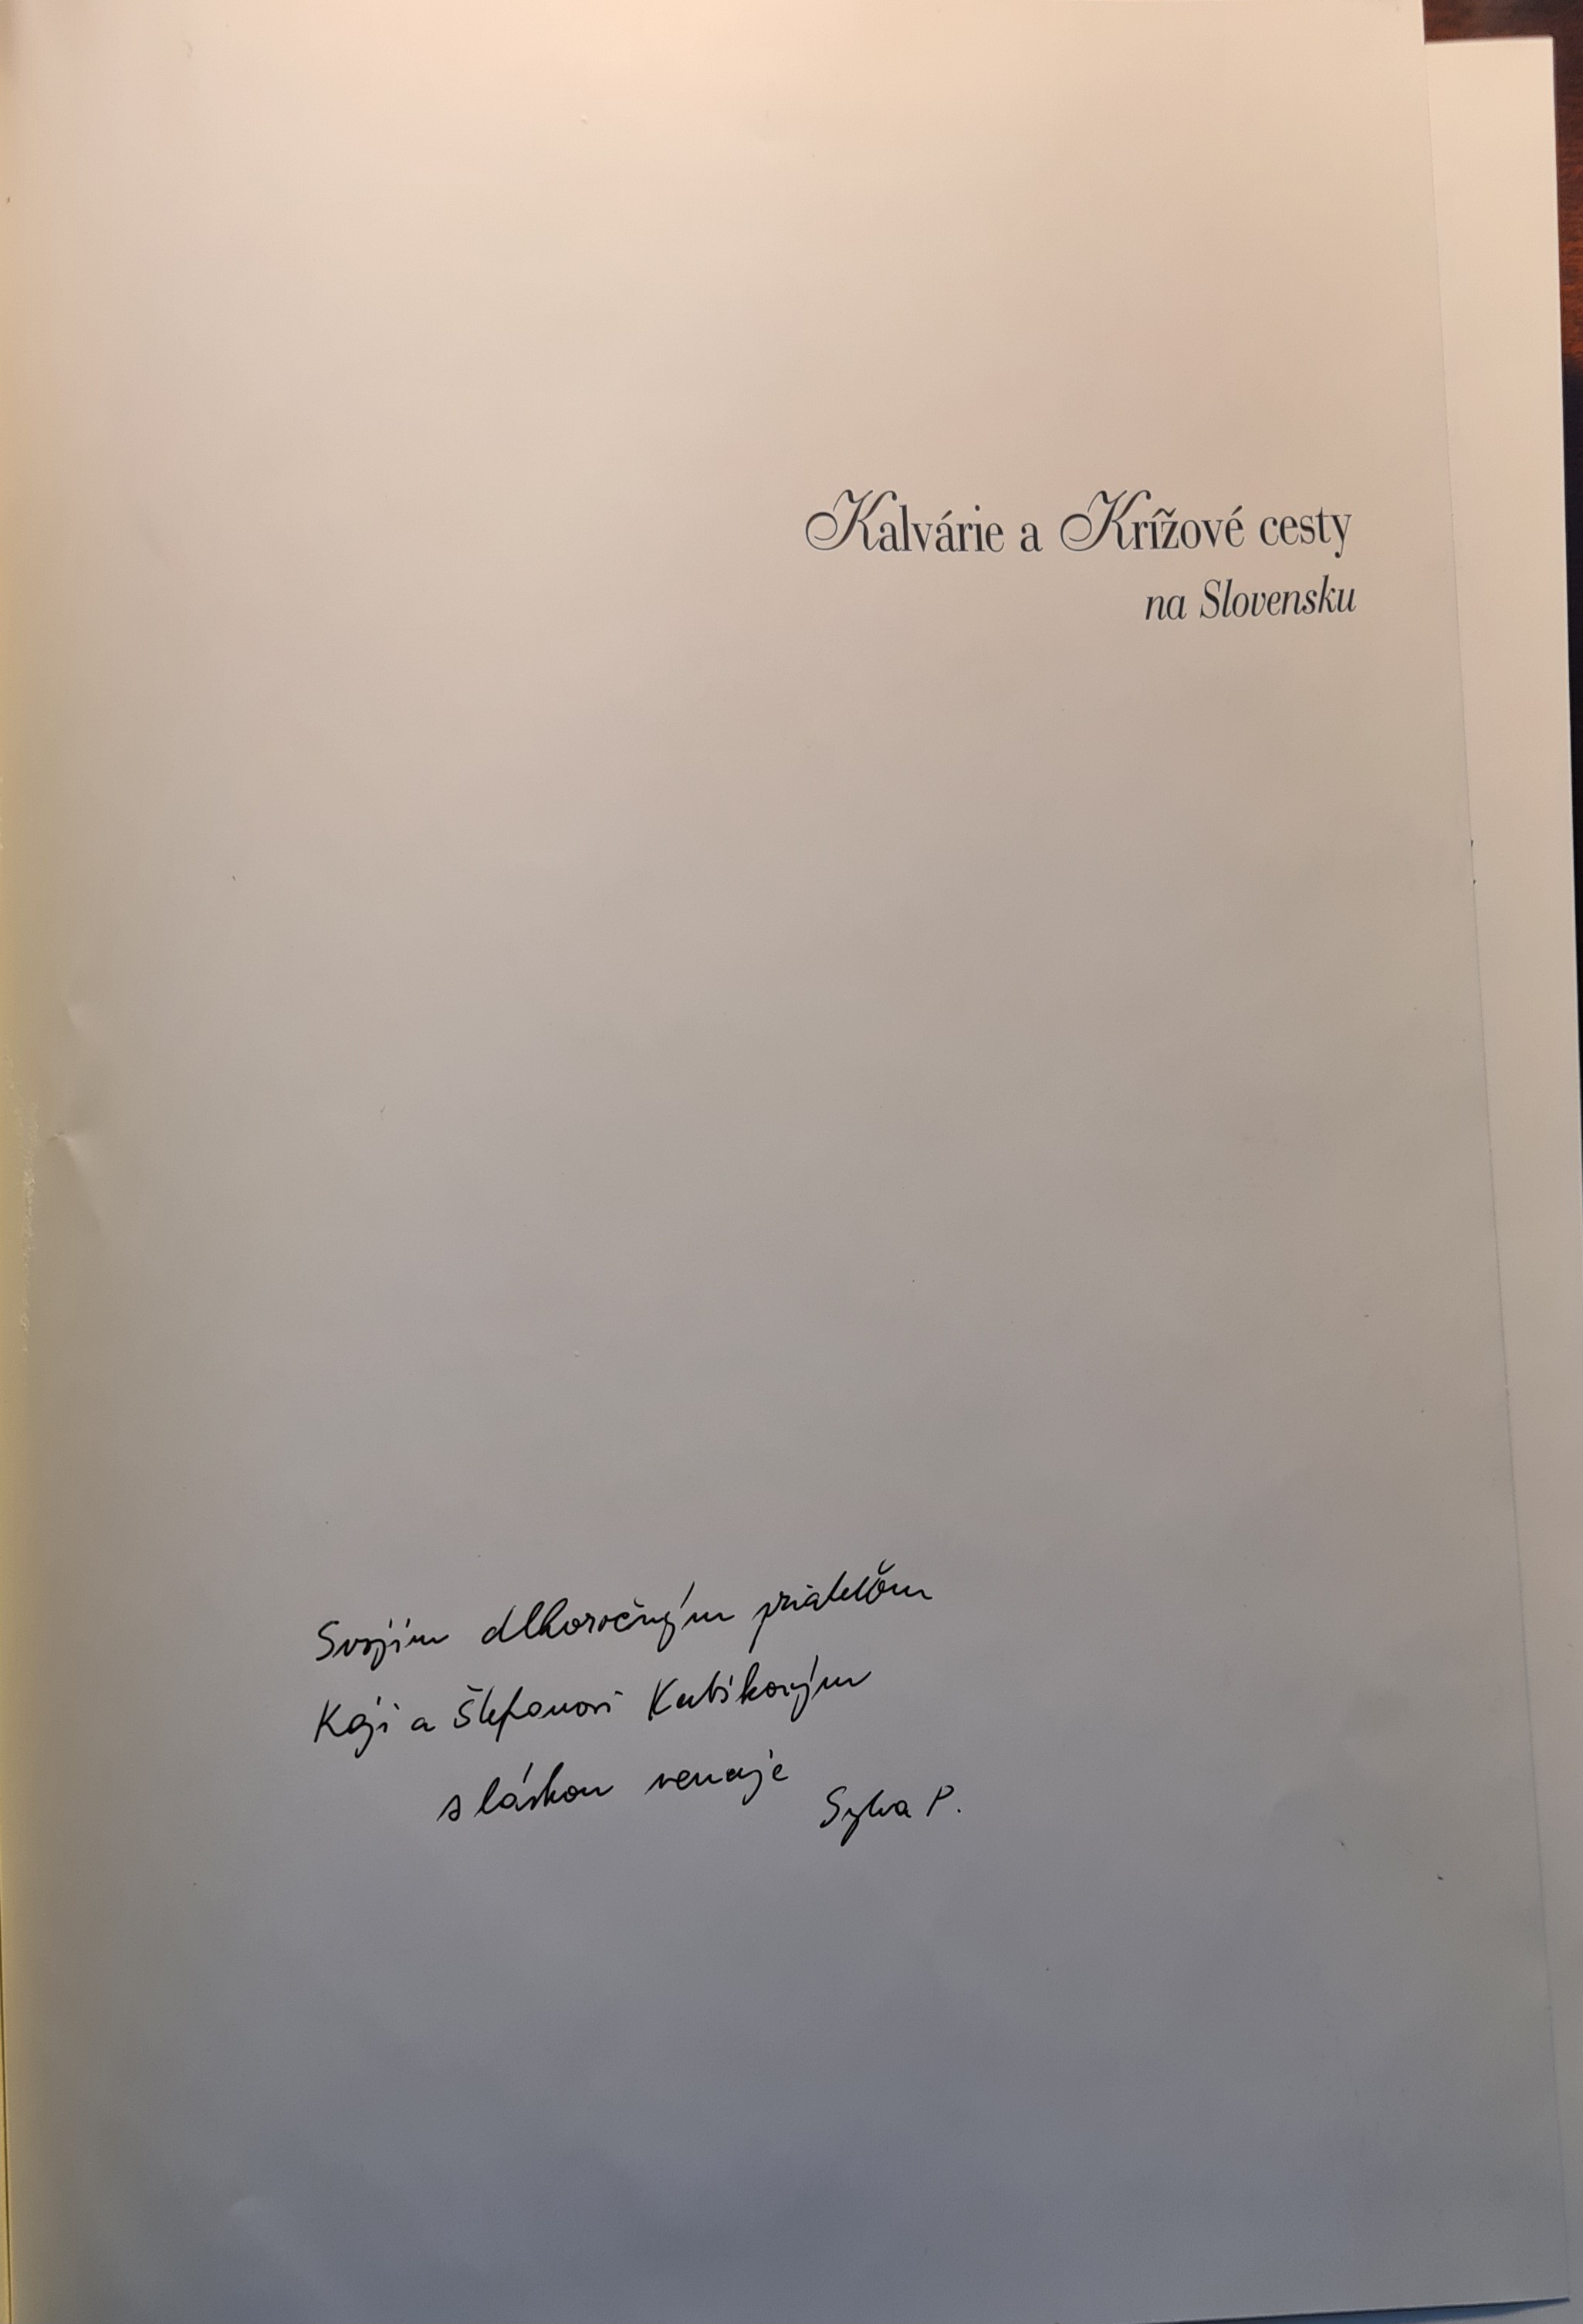 Kalvárie a Krížové cesty
na Slovensku
Svojim dlhoročným priateľom
Kaji a Štefanovi Kubíkovým
s láskou venuje
Sylva P.